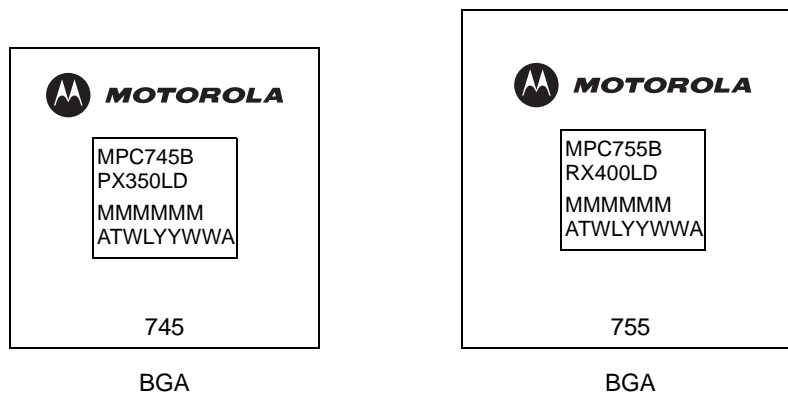 MOTOROLA
MPC745B
PX350LD
MMMMMM
ATWLYYWWA
745
BGA
MOTOROLA
MPC755B
RX400LD
MMMMMM
ATWLYYWWA
755
BGA